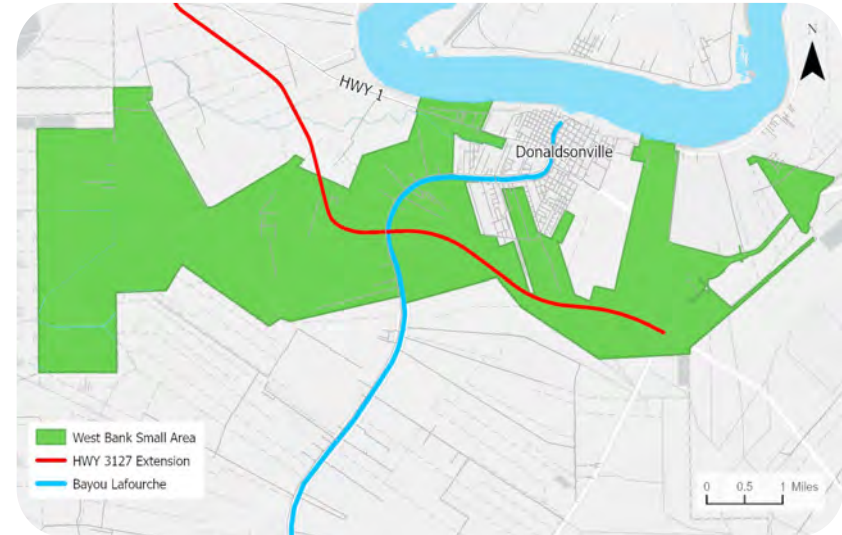 N
HWY 1
Donaldsonville
West Bank Small Area
HWY 3127 Extension
Bayou Lafourche
0 0.5 1 Miles